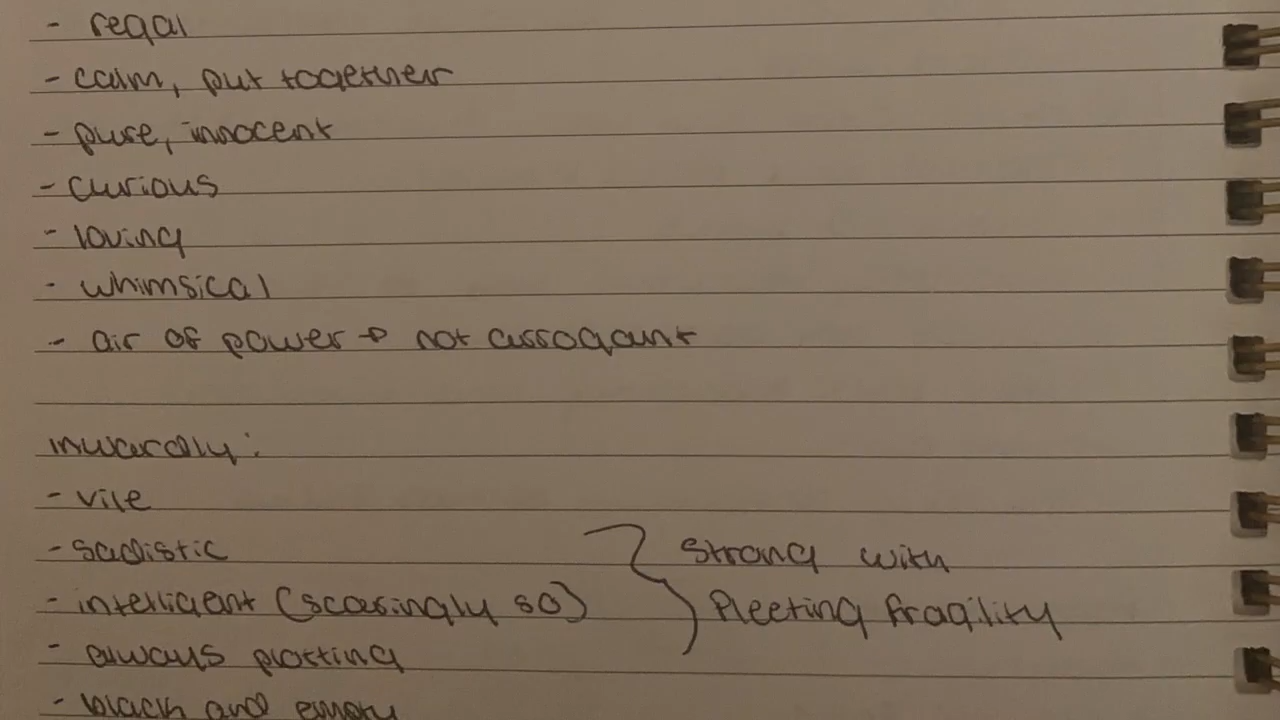 - regal
- calm, put together
- pure, innocent
- curious
- loving
- whimsical
- air of power → not arrogant
inwardly:
- vile
- sadistic
- intelligent (scarsingly so)
- always plotting
- black and empty
Strong with
fleeting fragility